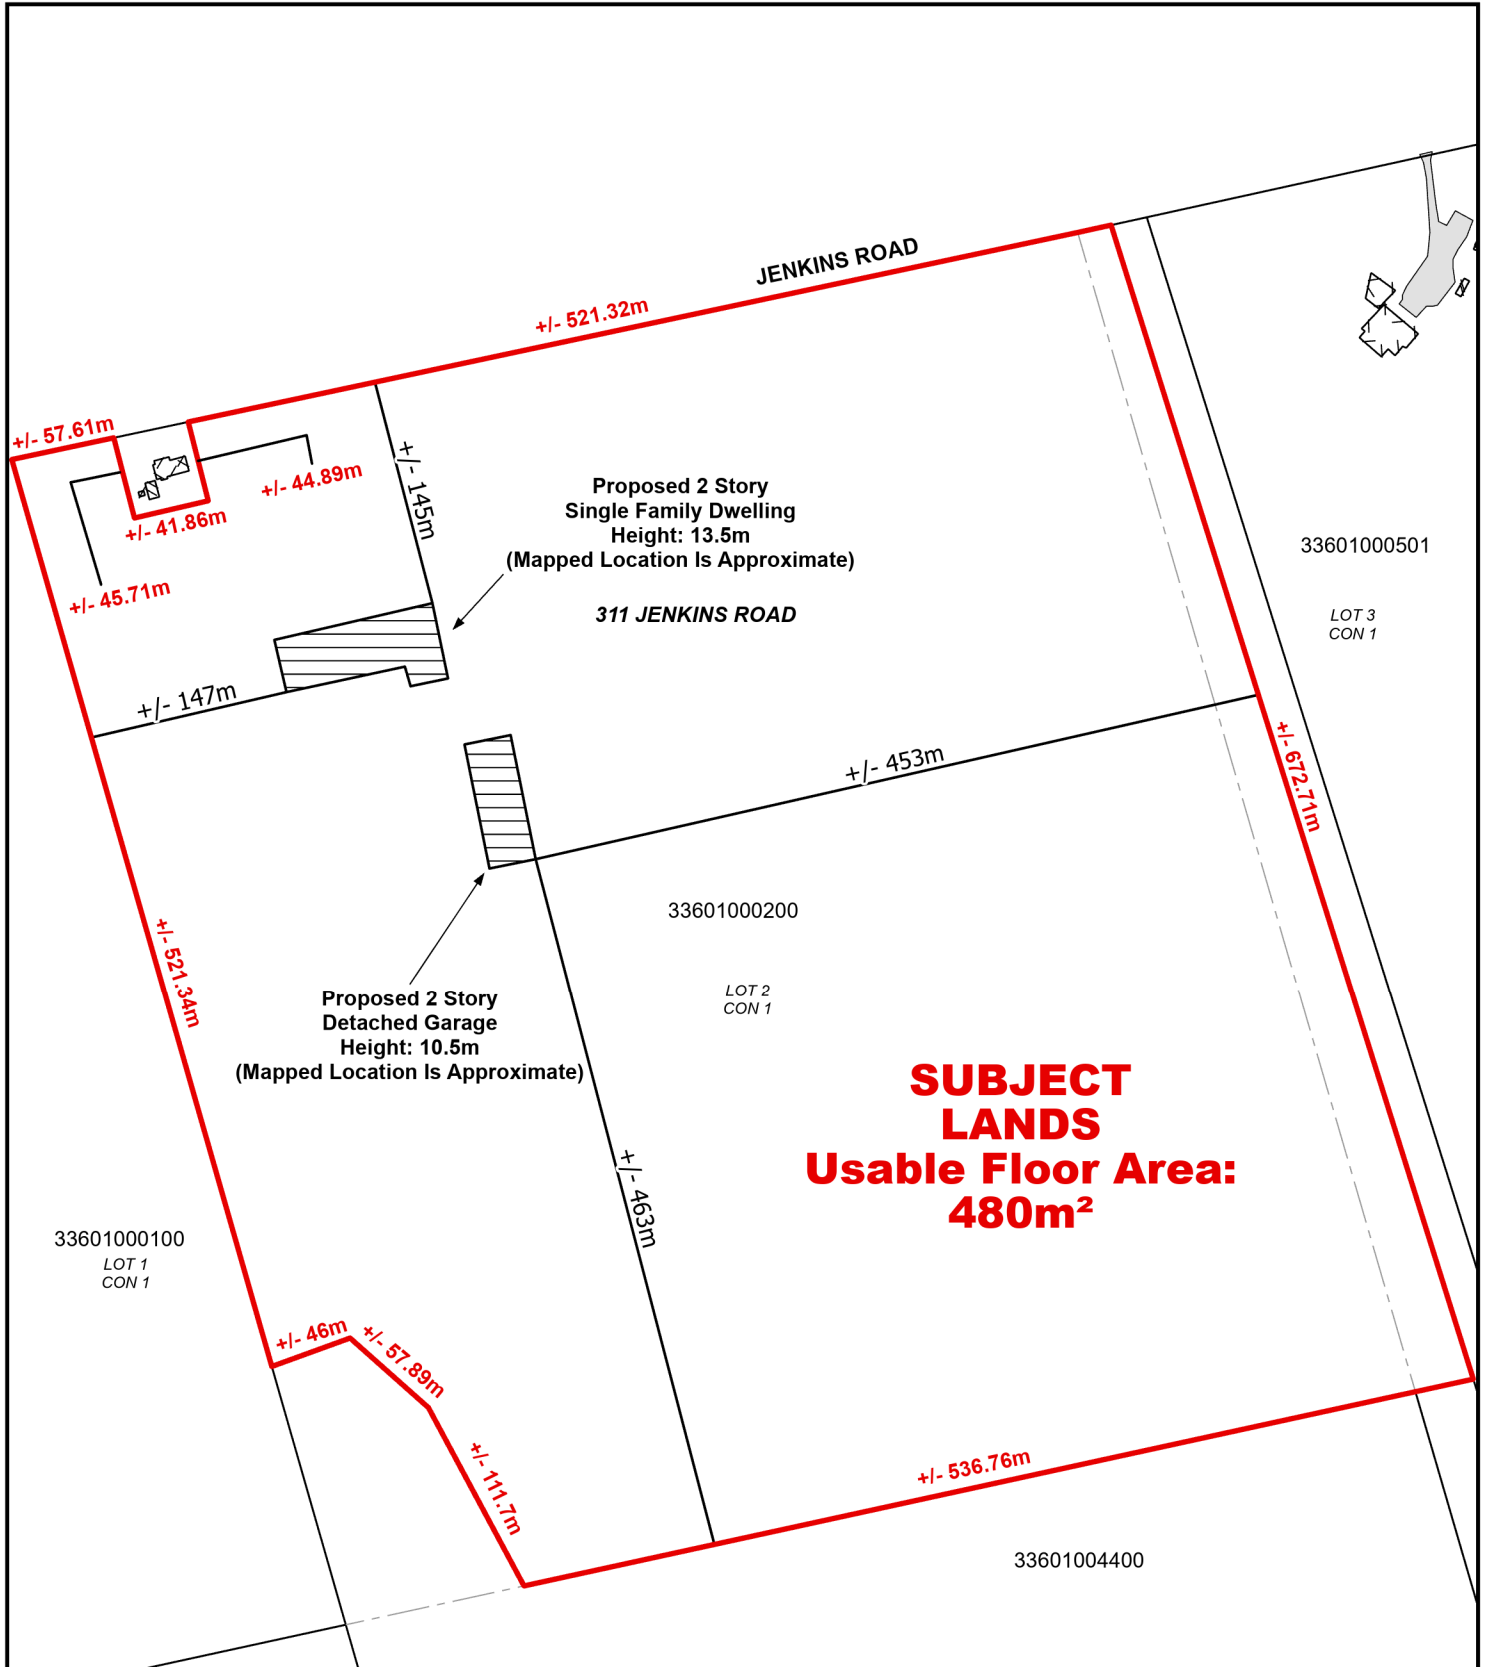 JENKINS ROAD
+/- 521.32m
+/- 57.61m
+/- 44.89m
+/- 41.86m
+/- 45.71m
+/- 145m
Proposed 2 Story
Single Family Dwelling
Height: 13.5m
(Mapped Location Is Approximate)
311 JENKINS ROAD
33601000501
LOT 3
CON 1
+/- 147m
+/- 453m
+/- 672.71m
33601000200
LOT 2
CON 1
+/- 521.34m
Proposed 2 Story
Detached Garage
Height: 10.5m
(Mapped Location Is Approximate)
SUBJECT
LANDS
Usable Floor Area:
480m²
+/- 463m
33601000100
LOT 1
CON 1
+/- 46m
+/- 57.89m
+/- 111.7m
+/- 536.76m
33601004400